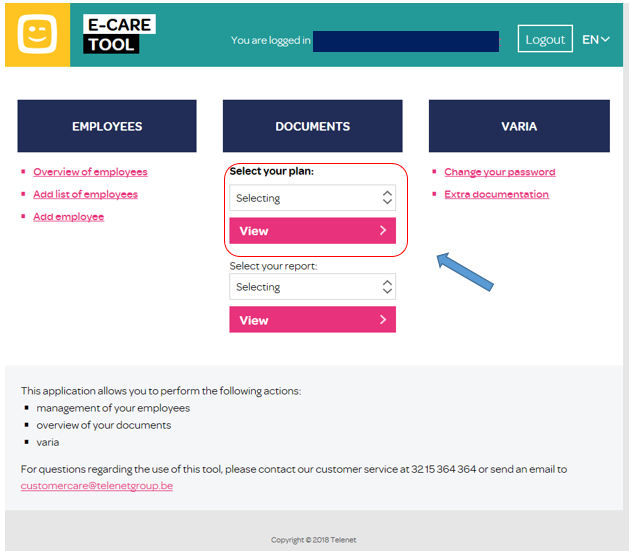 E-CARE
TOOL
You are logged in
Logout
EN
EMPLOYEES
Overview of employees
Add list of employees
Add employee
DOCUMENTS
Select your plan:
Selecting
View
Select your report:
Selecting
View
VARIA
Change your password
Extra documentation
This application allows you to perform the following actions:
management of your employees
overview of your documents
varia
For questions regarding the use of this tool, please contact our customer service at 32 15 364 364 or send an email to
customercare@telenetgroup.be
Copyright © 2018 Telenet